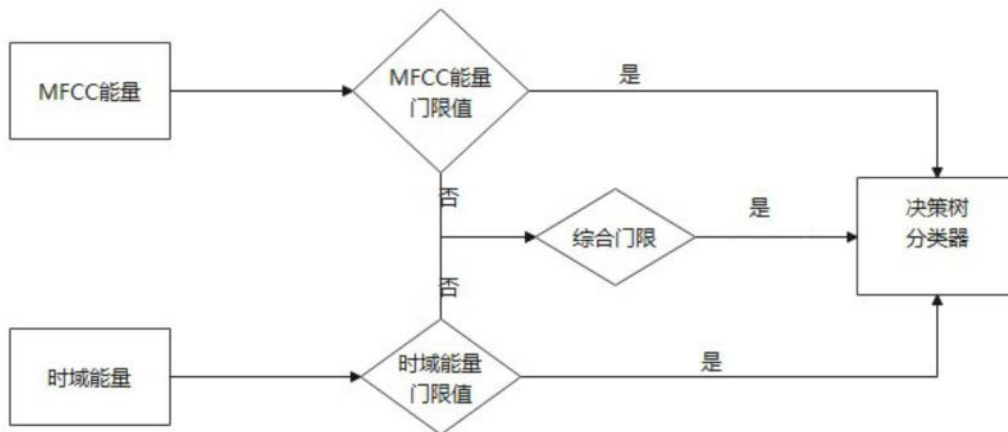 MFCC能量
MFCC能量
门限值
是
否
综合门限
是
决策树
分类器
否
时域能量
时域能量
门限值
是